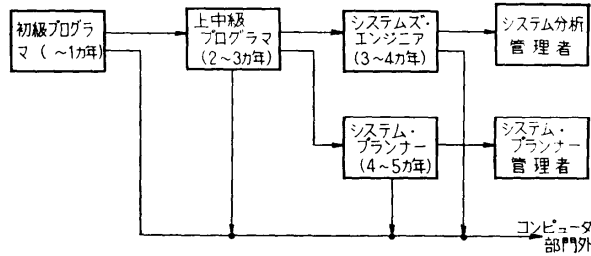 初級プログラ
マ(～1カ年)
上中級
プログラマ
(2～3カ年)
システムズ・
エンジニア
(3～4カ年)
システム分析
管理者
システム・
プランナー
(4～5カ年)
システム・
プランナー
管理者
コンピュータ
部門外